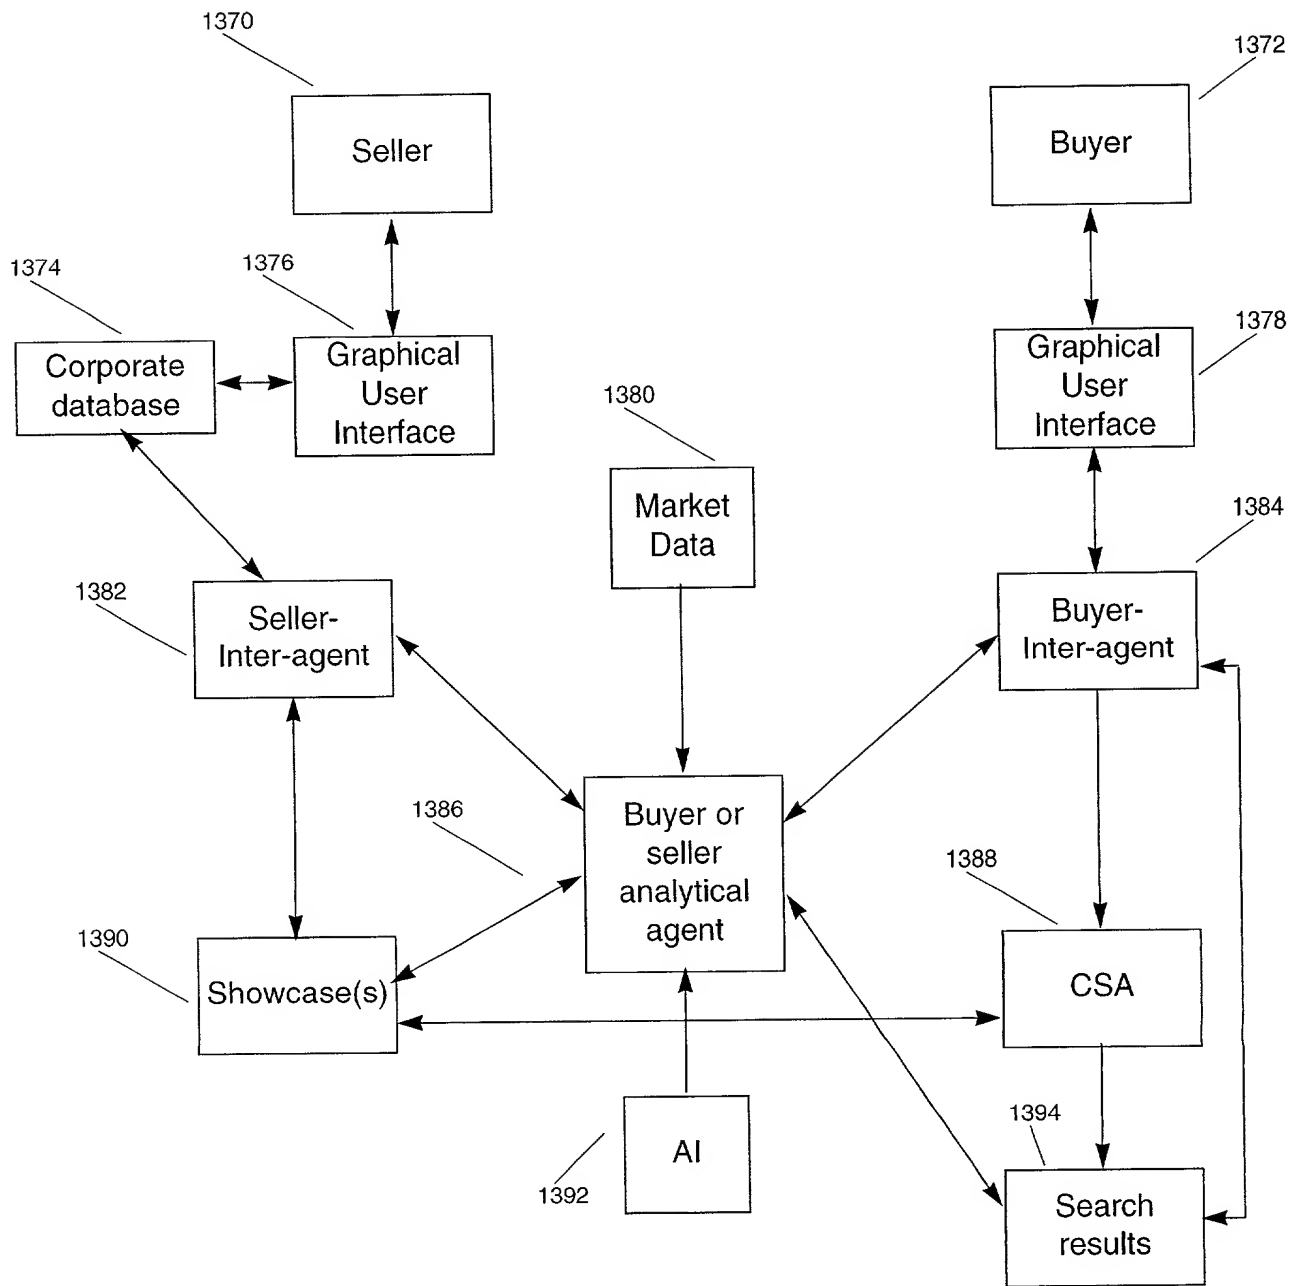 1370
1372
Seller
Buyer
1374
1376
1378
Corporate
database
Graphical
User
Interface
Graphical
User
Interface
1380
Market
Data
1384
1382
Seller-
Inter-agent
Buyer-
Inter-agent
1386
Buyer or
seller
analytical
agent
1388
1390
Showcase(s)
CSA
1392
AI
1394
Search
results